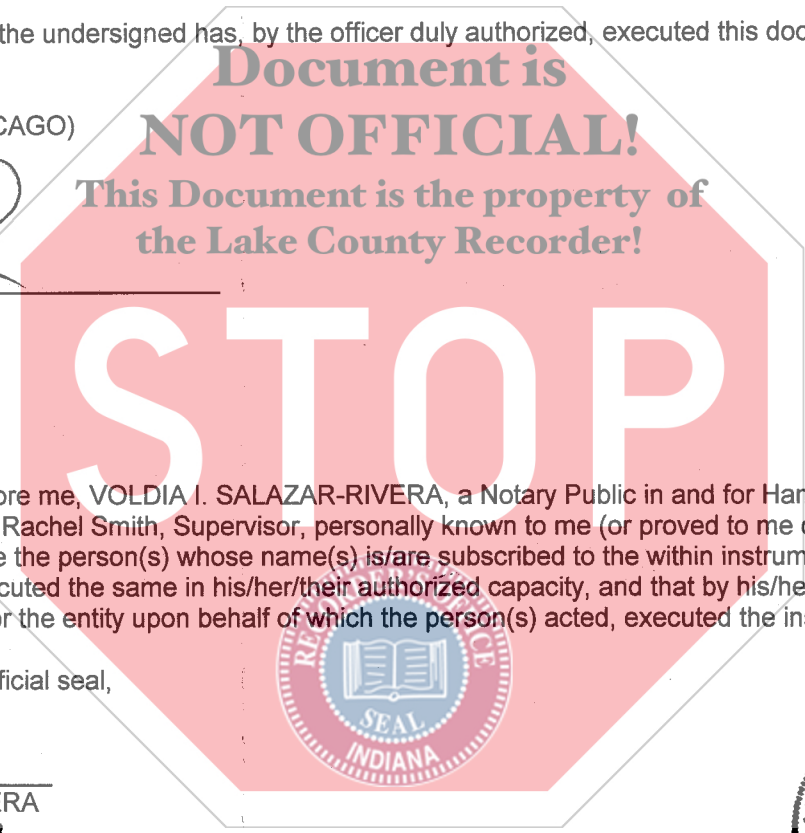 the undersigned has, by the officer duly authorized, executed this doc
Document is
NOT OFFICIAL!
CAGO)
This Document is the property of
the Lake County Recorder!
STOP
ore me, VOLDIA I. SALAZAR-RIVERA, a Notary Public in and for Har
Rachel Smith, Supervisor, personally known to me (or proved to me
e the person(s) whose name(s) is/are subscribed to the within instrum
cuted the same in his/her/their authorized capacity, and that by his/he
or the entity upon behalf of which the person(s) acted, executed the in
ficial seal,
RECORDER'S OFFICE
SEAL
INDIANA
ERA